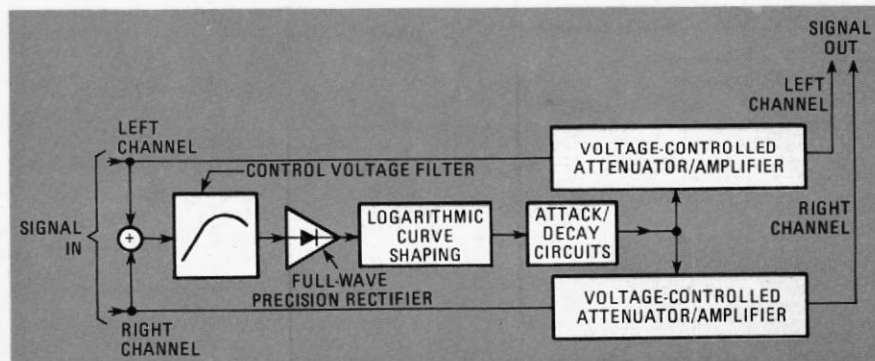 SIGNAL
OUT
LEFT
CHANNEL
LEFT
CHANNEL
CONTROL VOLTAGE FILTER
VOLTAGE-CONTROLLED
ATTENUATOR/AMPLIFIER
SIGNAL
IN
+
LOGARITHMIC
CURVE
SHAPING
ATTACK/
DECAY
CIRCUITS
RIGHT
CHANNEL
FULL-WAVE
PRECISION RECTIFIER
RIGHT
CHANNEL
VOLTAGE-CONTROLLED
ATTENUATOR/AMPLIFIER